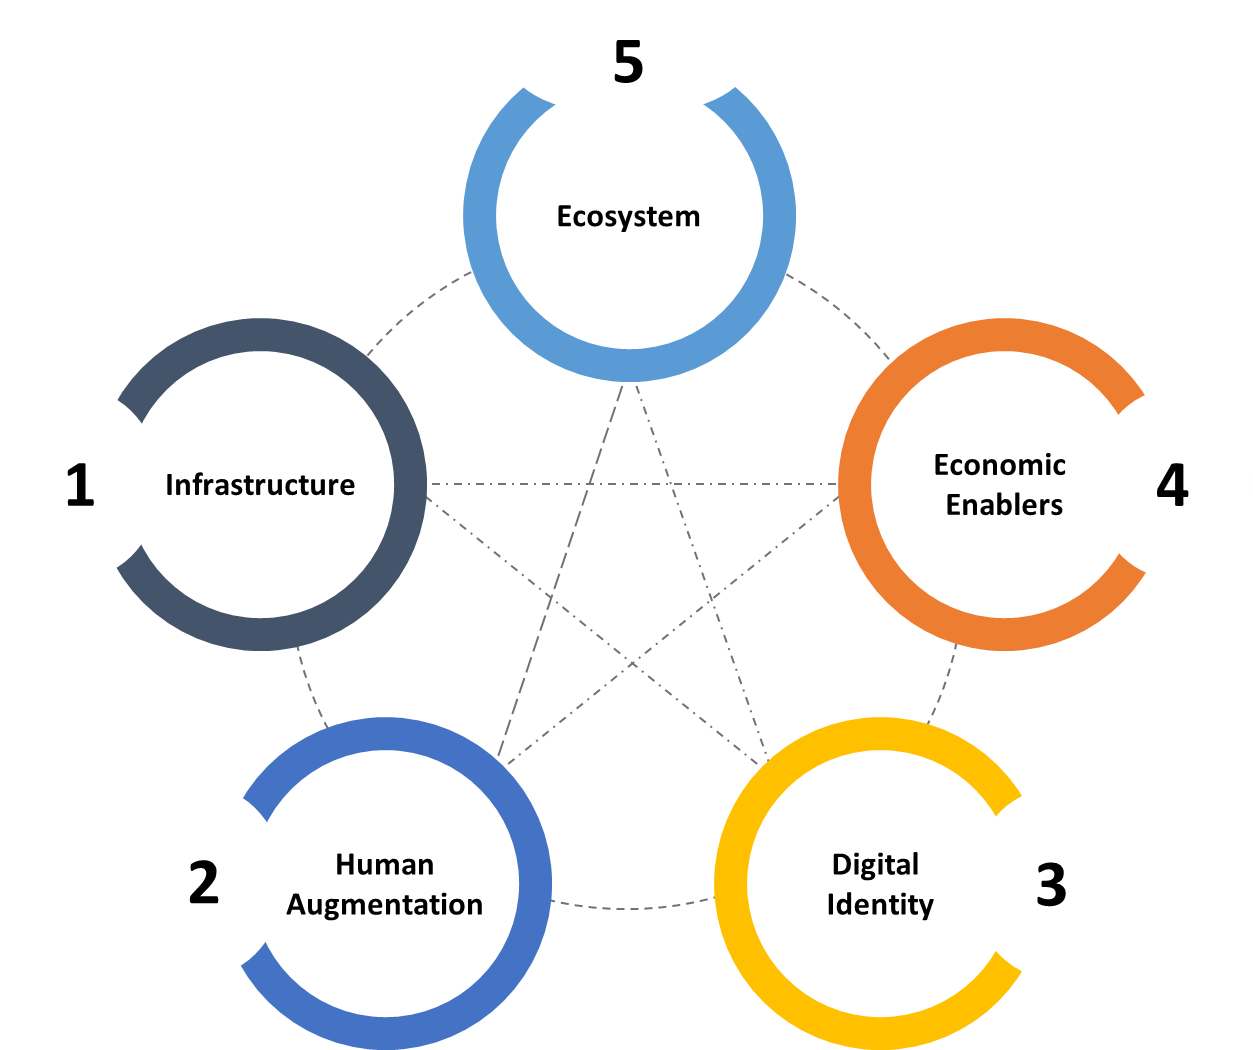 5
Ecosystem
1
Infrastructure
Economic
Enablers
4
2
Human
Augmentation
Digital
Identity
3